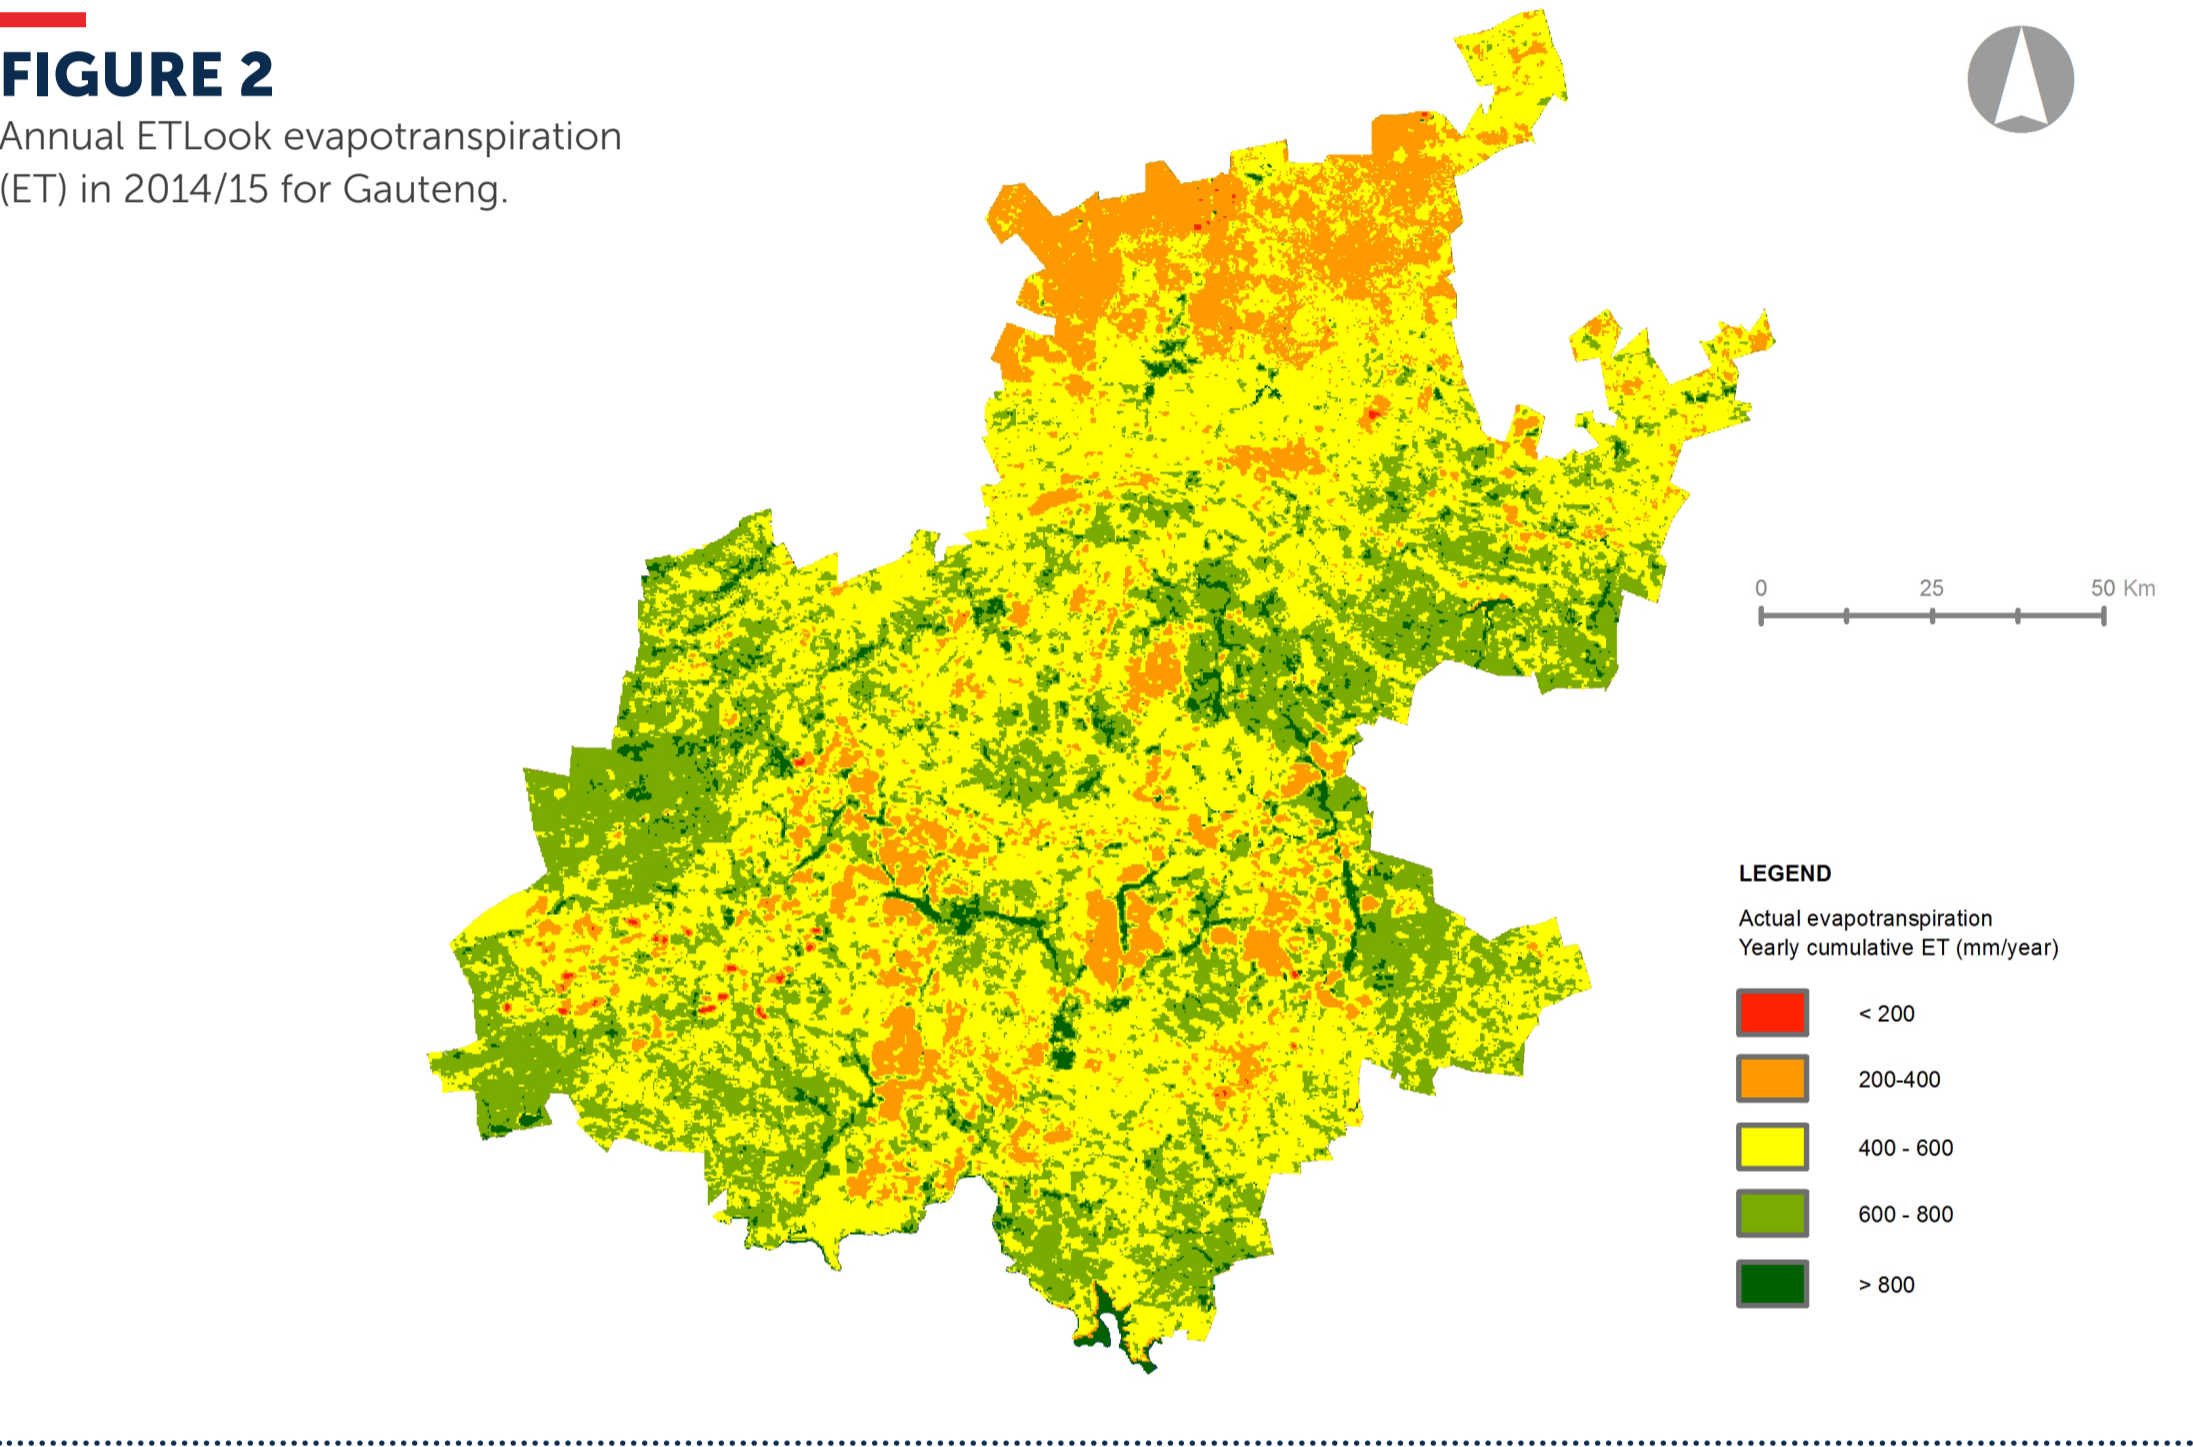 FIGURE 2
Annual ETLook evapotranspiration
(ET) in 2014/15 for Gauteng.
0 25 50 Km
LEGEND
Actual evapotranspiration
Yearly cumulative ET (mm/year)
< 200
200-400
400 - 600
600 - 800
> 800